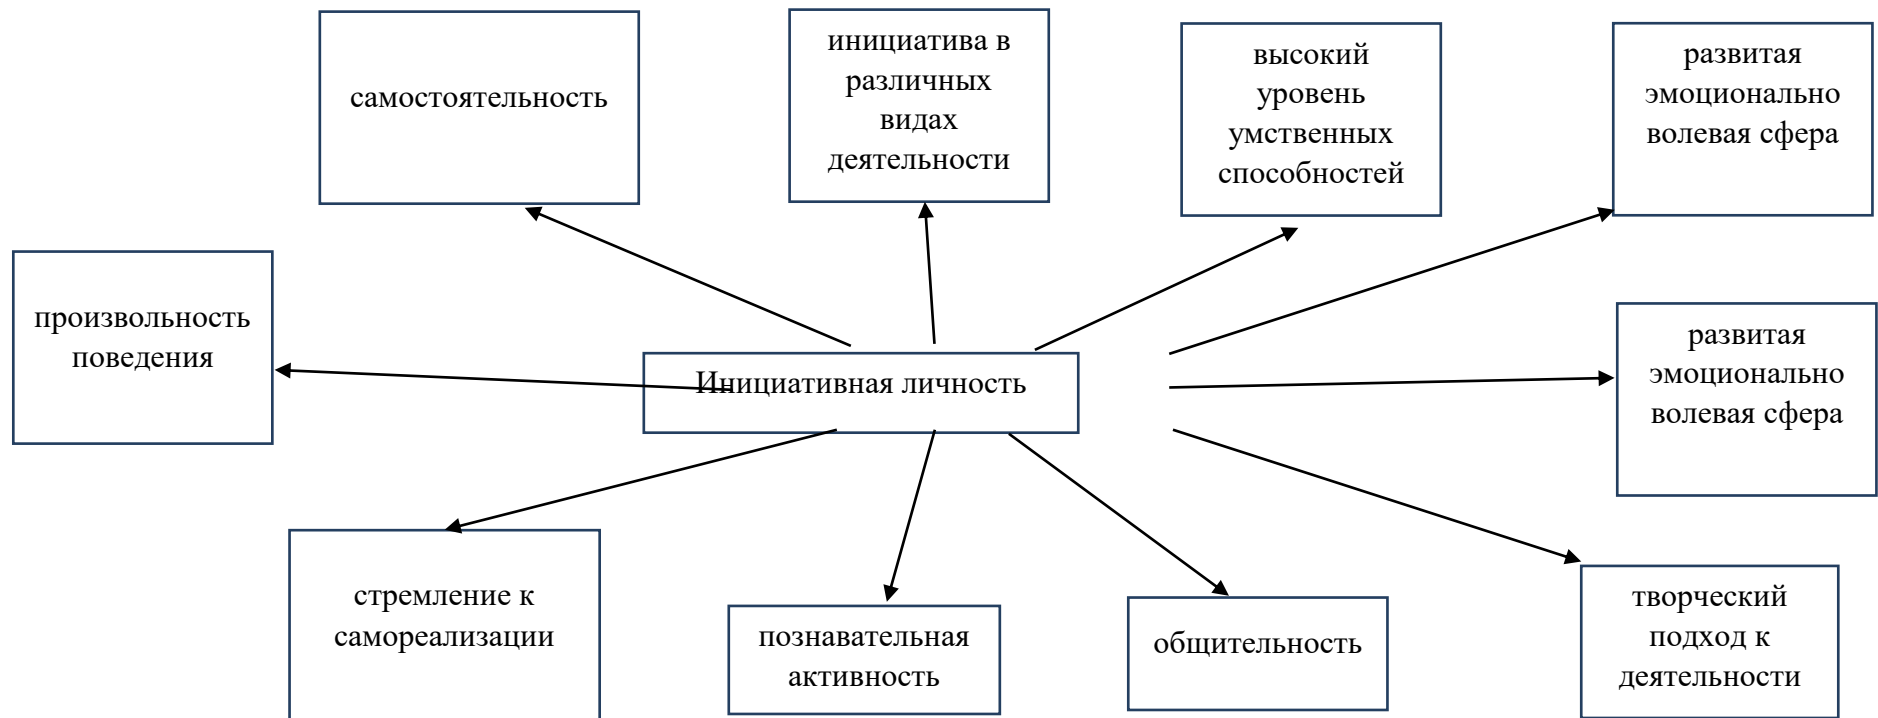 самостоятельность
инициатива в
различных
видах
деятельности
высокий
уровень
умственных
способностей
развитая
эмоционально
волевая сфера
произвольность
поведения
Инициативная личность
развитая
эмоционально
волевая сфера
стремление к
самореализации
познавательная
активность
общительность
творческий
подход к
деятельности